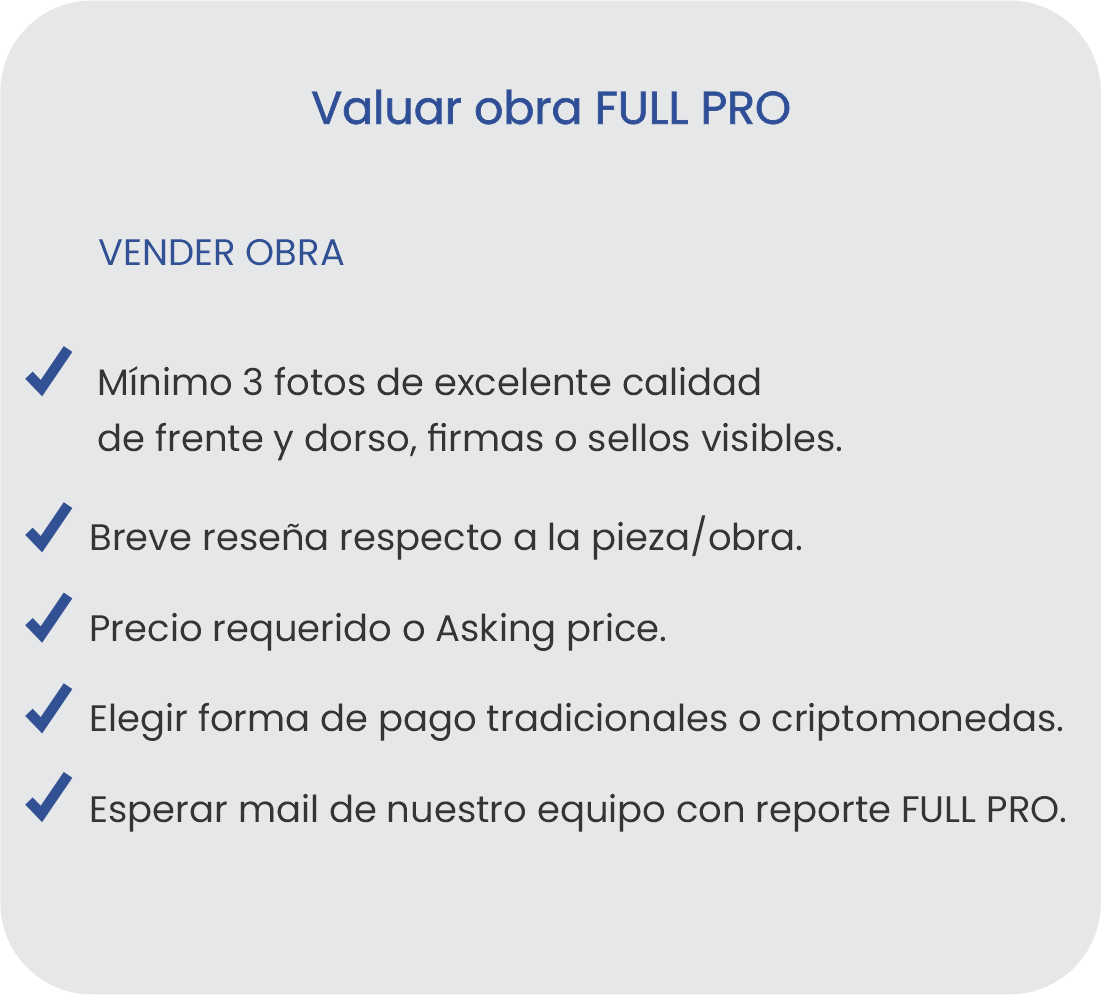 Valuar obra FULL PRO
VENDER OBRA
Mínimo 3 fotos de excelente calidad
de frente y dorso, firmas o sellos visibles.
Breve reseña respecto a la pieza/obra.
Precio requerido o Asking price.
Elegir forma de pago tradicionales o criptomonedas.
Esperar mail de nuestro equipo con reporte FULL PRO.